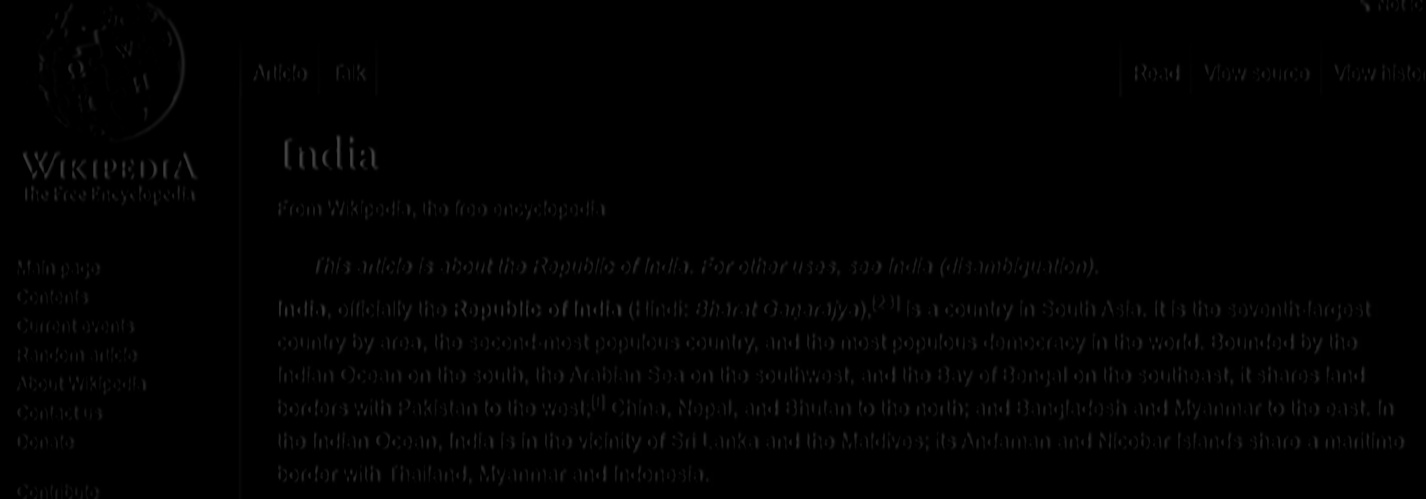 Article Talk
Read View source View histor
WIKIPEDIA
The Free Encyclopedia
India
From Wikipedia, the free encyclopedia
Main page
Contents
Current events
Random article
About Wikipedia
Contact us
Donate
Contribute
This article is about the Republic of India. For other uses, see India (disambiguation).
India, officially the Republic of India (Hindi: Bharat Ganarajya),[23] is a country in South Asia. It is the seventh-largest
country by area, the second-most populous country, and the most populous democracy in the world. Bounded by the
Indian Ocean on the south, the Arabian Sea on the southwest, and the Bay of Bengal on the southeast, it shares land
borders with Pakistan to the west,[f] China, Nepal, and Bhutan to the north; and Bangladesh and Myanmar to the east. In
the Indian Ocean, India is in the vicinity of Sri Lanka and the Maldives; its Andaman and Nicobar Islands share a maritime
border with Thailand, Myanmar and Indonesia.